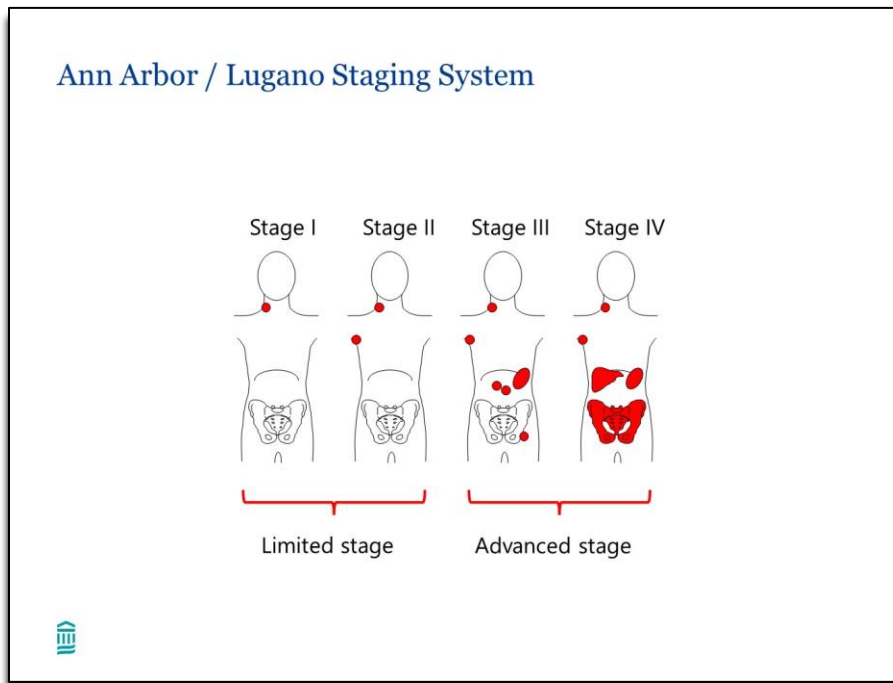 Ann Arbor / Lugano Staging System
Stage I Stage II Stage III Stage IV
Limited stage Advanced stage